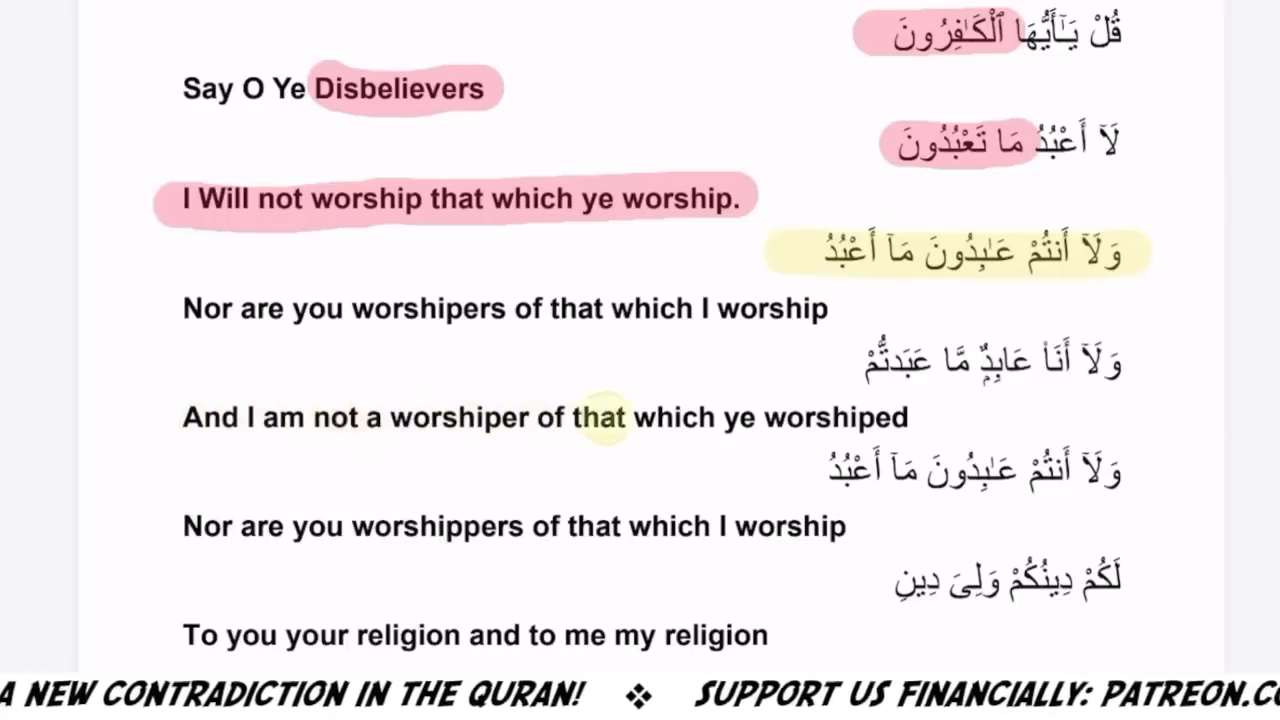 قُلْ يَـٰٓأَيُّهَا ٱلْكَـٰفِرُونَ
Say O Ye Disbelievers
لَآ أَعْبُدُ مَا تَعْبُدُونَ
I Will not worship that which ye worship.
وَلَآ أَنتُمْ عَـٰبِدُونَ مَآ أَعْبُدُ
Nor are you worshipers of that which I worship
وَلَآ أَنَا۠ عَابِدٌۭ مَّا عَبَدتُّمْ
And I am not a worshiper of that which ye worshiped
وَلَآ أَنتُمْ عَـٰبِدُونَ مَآ أَعْبُدُ
Nor are you worshippers of that which I worship
لَكُمْ دِينُكُمْ وَلِىَ دِينِ
To you your religion and to me my religion
A NEW CONTRADICTION IN THE QURAN! ❖ SUPPORT US FINANCIALLY: PATREON.CO